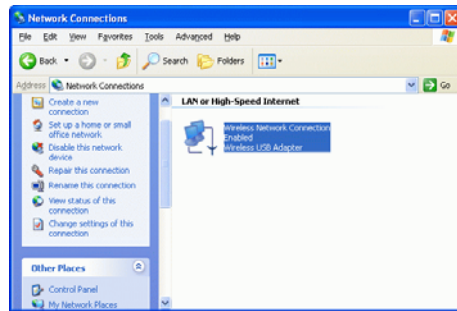 Network Connections
File Edit View Favorites Tools Advanced Help
Back Search Folders
Address Network Connections Go
Create a new
connection
Set up a home or small
office network
Disable this network
device
Repair this connection
Rename this connection
View status of this
connection
Change settings of this
connection
Other Places
Control Panel
My Network Places
LAN or High-Speed Internet
Wireless Network Connection
Enabled
Wireless USB Adapter